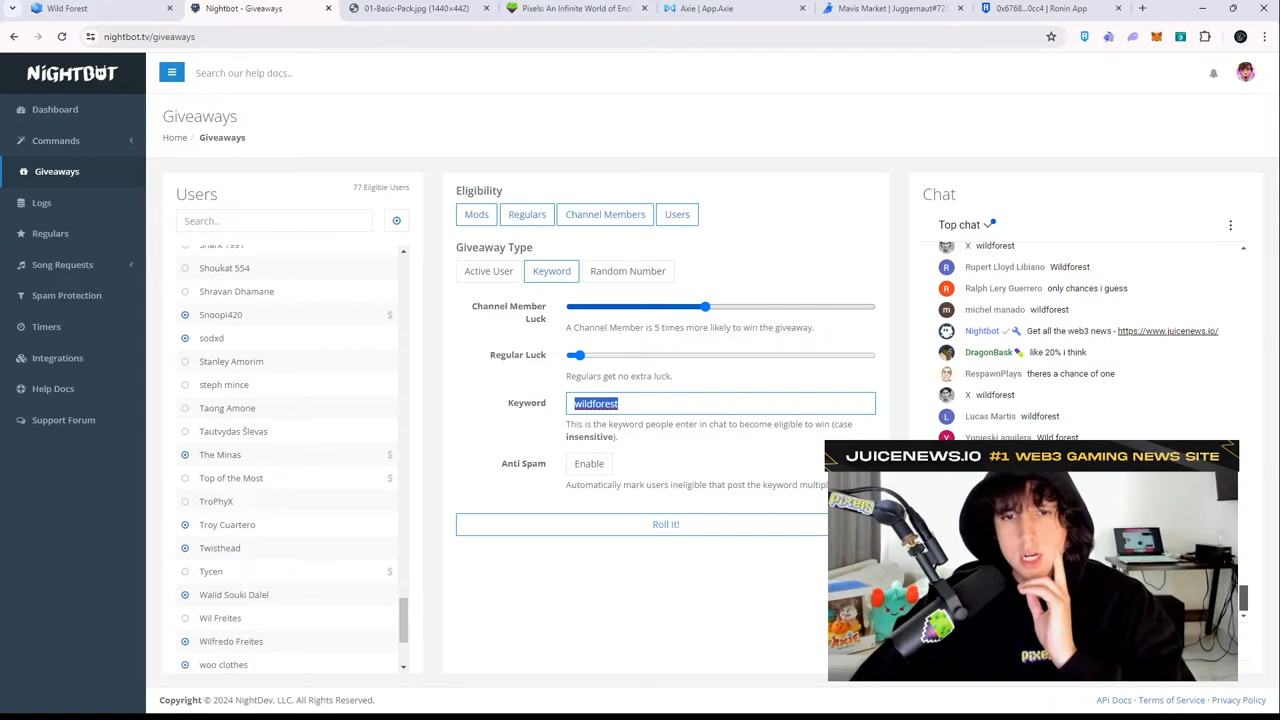 Wild Forest
Nightbot - Giveaways
01-Basic-Pack.jpg (1440×442)
Pixels: An Infinite World of End
Axie | App.Axie
Mavis Market | Juggernaut#72
0x6768...0cc4 | Ronin App
nightbot.tv/giveaways
NiGHTBOT
Search our help docs..
Dashboard
Commands
Giveaways
Logs
Regulars
Song Requests
Spam Protection
Timers
Integrations
Help Docs
Support Forum
Giveaways
Home / Giveaways
Users
77 Eligible Users
Search..
Shark 1991
Shoukat 554
Shravan Dhamane
Snoopi420 $
sodxd
Stanley Amorim
steph mince
Taong Amone
Tautvydas Šlevas
The Minas $
Top of the Most $
TroPhyX
Troy Cuartero
Twisthead
Tycen $
Walid Souki Dalel
Wil Freites
Wilfredo Freites
woo clothes
Eligibility
Mods Regulars Channel Members Users
Giveaway Type
Active User Keyword Random Number
Channel Member
Luck
A Channel Member is 5 times more likely to win the giveaway.
Regular Luck
Regulars get no extra luck.
Keyword
wildforest
This is the keyword people enter in chat to become eligible to win (case
insensitive).
Anti Spam
Enable
Automatically mark users ineligible that post the keyword multipl
Roll It!
Chat
Top chat
X wildforest
R Rupert Lloyd Libiano Wildforest
R Ralph Lery Guerrero only chances i guess
m michel manado wildforest
Nightbot Get all the web3 news - https://www.juicenews.io/
DragonBask like 20% i think
RespawnPlays theres a chance of one
X wildforest
L Lucas Martis wildforest
Yunieski aguilera Wild forest
JUICENEWS.IO #1 WEB3 GAMING NEWS SITE
pixels
pixels
Copyright © 2024 NightDev, LLC. All Rights Reserved.
API Docs · Terms of Service · Privacy Policy